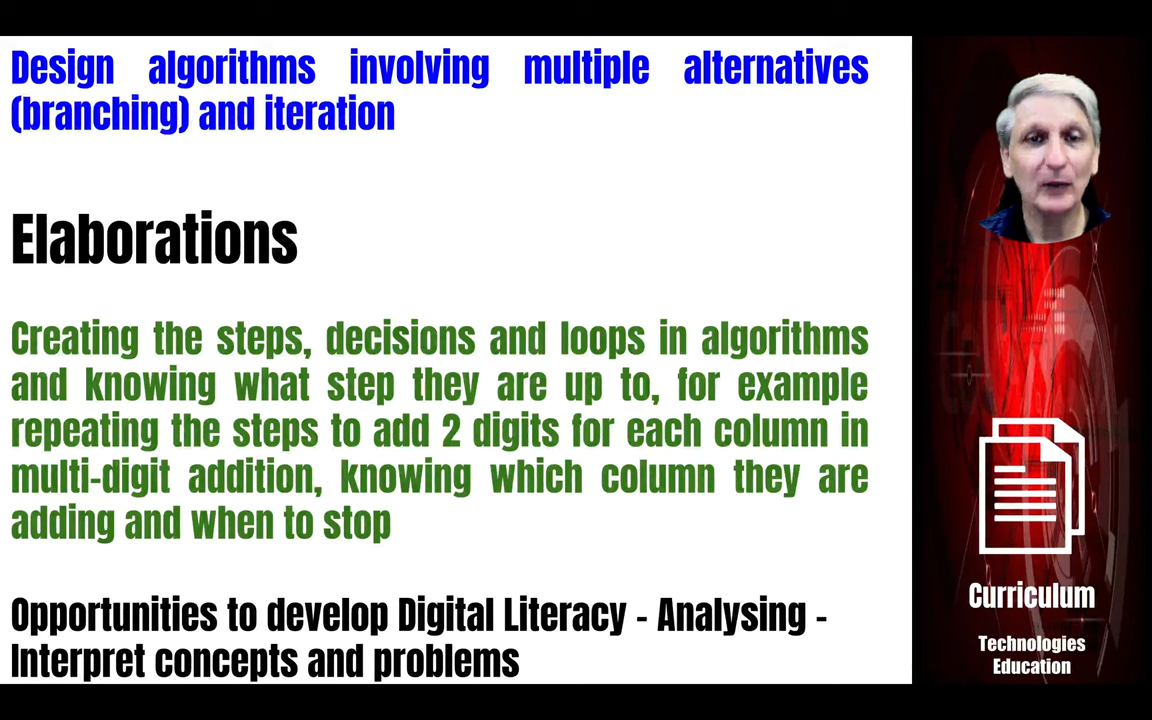 Design algorithms involving multiple alternatives
(branching) and iteration
Elaborations
Creating the steps, decisions and loops in algorithms
and knowing what step they are up to, for example
repeating the steps to add 2 digits for each column in
multi-digit addition, knowing which column they are
adding and when to stop
Opportunities to develop Digital Literacy - Analysing -
Interpret concepts and problems
Curriculum
Technologies
Education